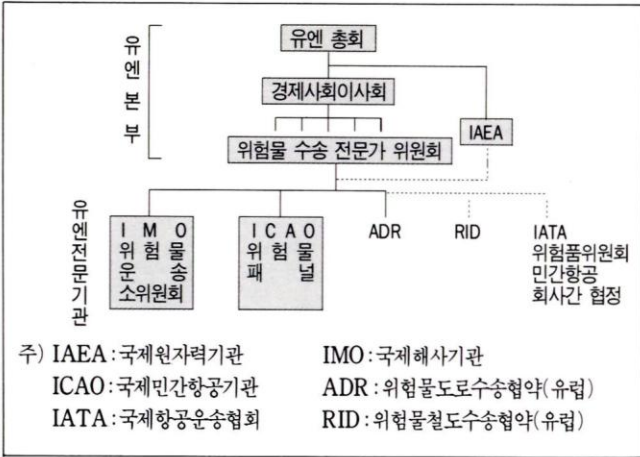 유엔 본부
유엔 총회
경제사회이사회
IAEA
위험물 수송 전문가 위원회
유엔전문기관
I M O
위 험 물
운 송
소위원회
I C A O
위 험 물
패 널
ADR
RID
IATA
위험품위원회
민간항공
회사간 협정
주) IAEA : 국제원자력기관 IMO : 국제해사기관
ICAO : 국제민간항공기관 ADR : 위험물도로수송협약(유럽)
IATA : 국제항공운송협회 RID : 위험물철도수송협약(유럽)